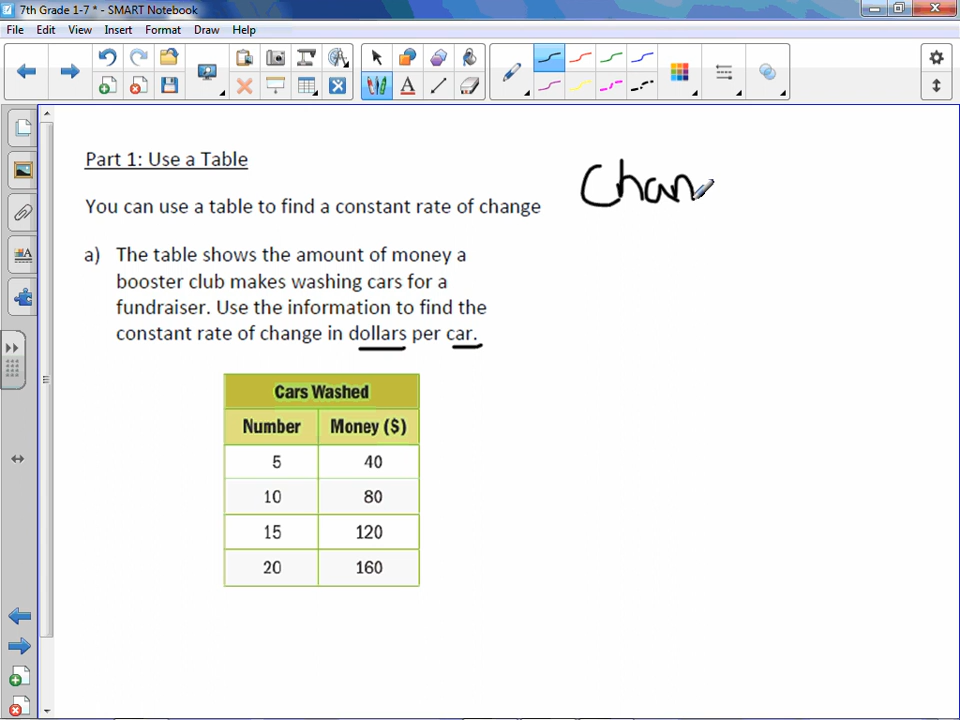 7th Grade 1-7 * - SMART Notebook
File Edit View Insert Format Draw Help
Part 1: Use a Table
Chan
You can use a table to find a constant rate of change
a) The table shows the amount of money a
booster club makes washing cars for a
fundraiser. Use the information to find the
constant rate of change in dollars per car.
Cars Washed
Number Money ($)
5 40
10 80
15 120
20 160